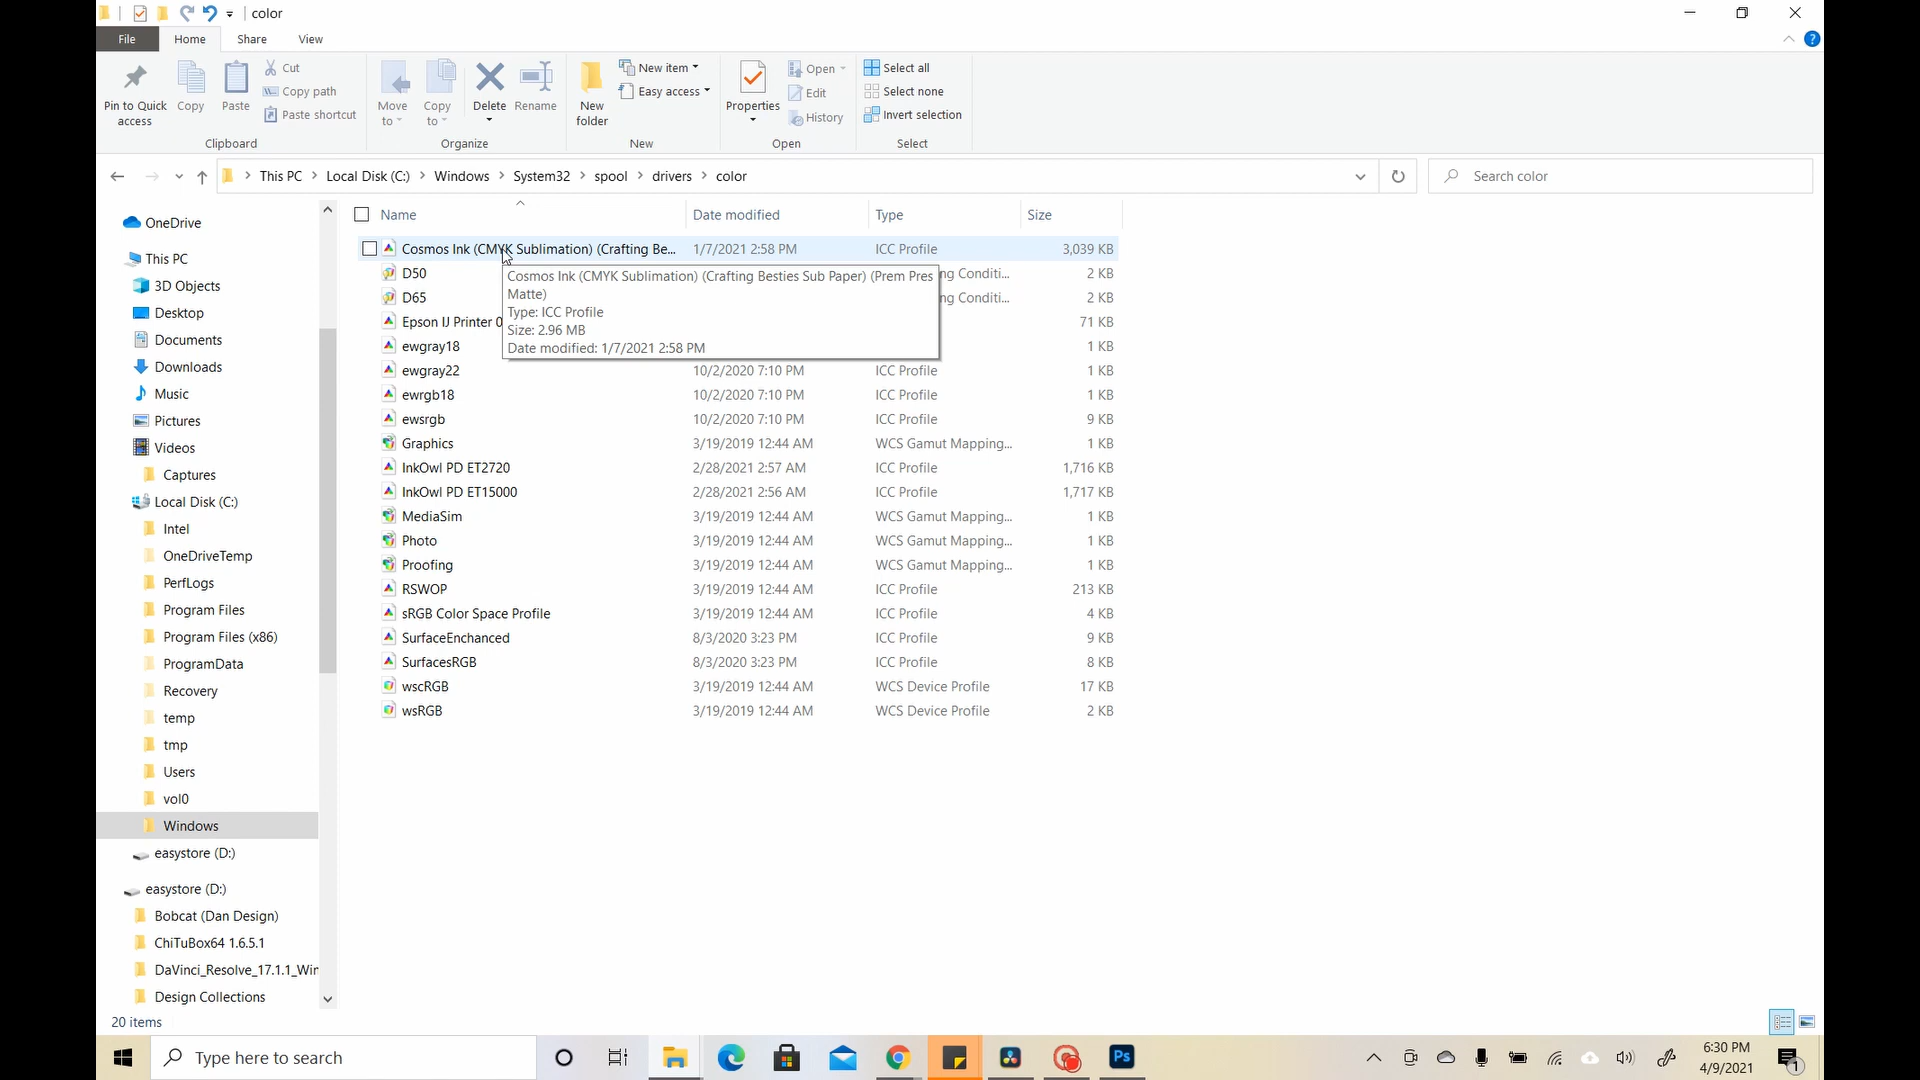 color
File Home Share View
Pin to Quick access
Copy
Paste
Cut
Copy path
Paste shortcut
Clipboard
Move to
Copy to
Delete
Rename
Organize
New folder
New item
Easy access
New
Properties
Open
Edit
History
Open
Select all
Select none
Invert selection
Select
This PC > Local Disk (C:) > Windows > System32 > spool > drivers > color
Search color
OneDrive
This PC
3D Objects
Desktop
Documents
Downloads
Music
Pictures
Videos
Captures
Local Disk (C:)
Intel
OneDriveTemp
PerfLogs
Program Files
Program Files (x86)
ProgramData
Recovery
temp
tmp
Users
vol0
Windows
easystore (D:)
easystore (D:)
Bobcat (Dan Design)
ChiTuBox64 1.6.5.1
DaVinci_Resolve_17.1.1_Wir
Design Collections
Name Date modified Type Size
Cosmos Ink (CMYK Sublimation) (Crafting Be... 1/7/2021 2:58 PM ICC Profile 3,039 KB
D50 ng Conditi... 2 KB
D65 ng Conditi... 2 KB
Epson IJ Printer 0 71 KB
ewgray18 1 KB
ewgray22 10/2/2020 7:10 PM ICC Profile 1 KB
ewrgb18 10/2/2020 7:10 PM ICC Profile 1 KB
ewsrgb 10/2/2020 7:10 PM ICC Profile 9 KB
Graphics 3/19/2019 12:44 AM WCS Gamut Mapping... 1 KB
InkOwl PD ET2720 2/28/2021 2:57 AM ICC Profile 1,716 KB
InkOwl PD ET15000 2/28/2021 2:56 AM ICC Profile 1,717 KB
MediaSim 3/19/2019 12:44 AM WCS Gamut Mapping... 1 KB
Photo 3/19/2019 12:44 AM WCS Gamut Mapping... 1 KB
Proofing 3/19/2019 12:44 AM WCS Gamut Mapping... 1 KB
RSWOP 3/19/2019 12:44 AM ICC Profile 213 KB
sRGB Color Space Profile 3/19/2019 12:44 AM ICC Profile 4 KB
SurfaceEnchanced 8/3/2020 3:23 PM ICC Profile 9 KB
SurfacesRGB 8/3/2020 3:23 PM ICC Profile 8 KB
wscRGB 3/19/2019 12:44 AM WCS Device Profile 17 KB
wsRGB 3/19/2019 12:44 AM WCS Device Profile 2 KB
Cosmos Ink (CMYK Sublimation) (Crafting Besties Sub Paper) (Prem Pres
Matte)
Type: ICC Profile
Size: 2.96 MB
Date modified: 1/7/2021 2:58 PM
20 items
Type here to search
Ps
6:30 PM
4/9/2021
1